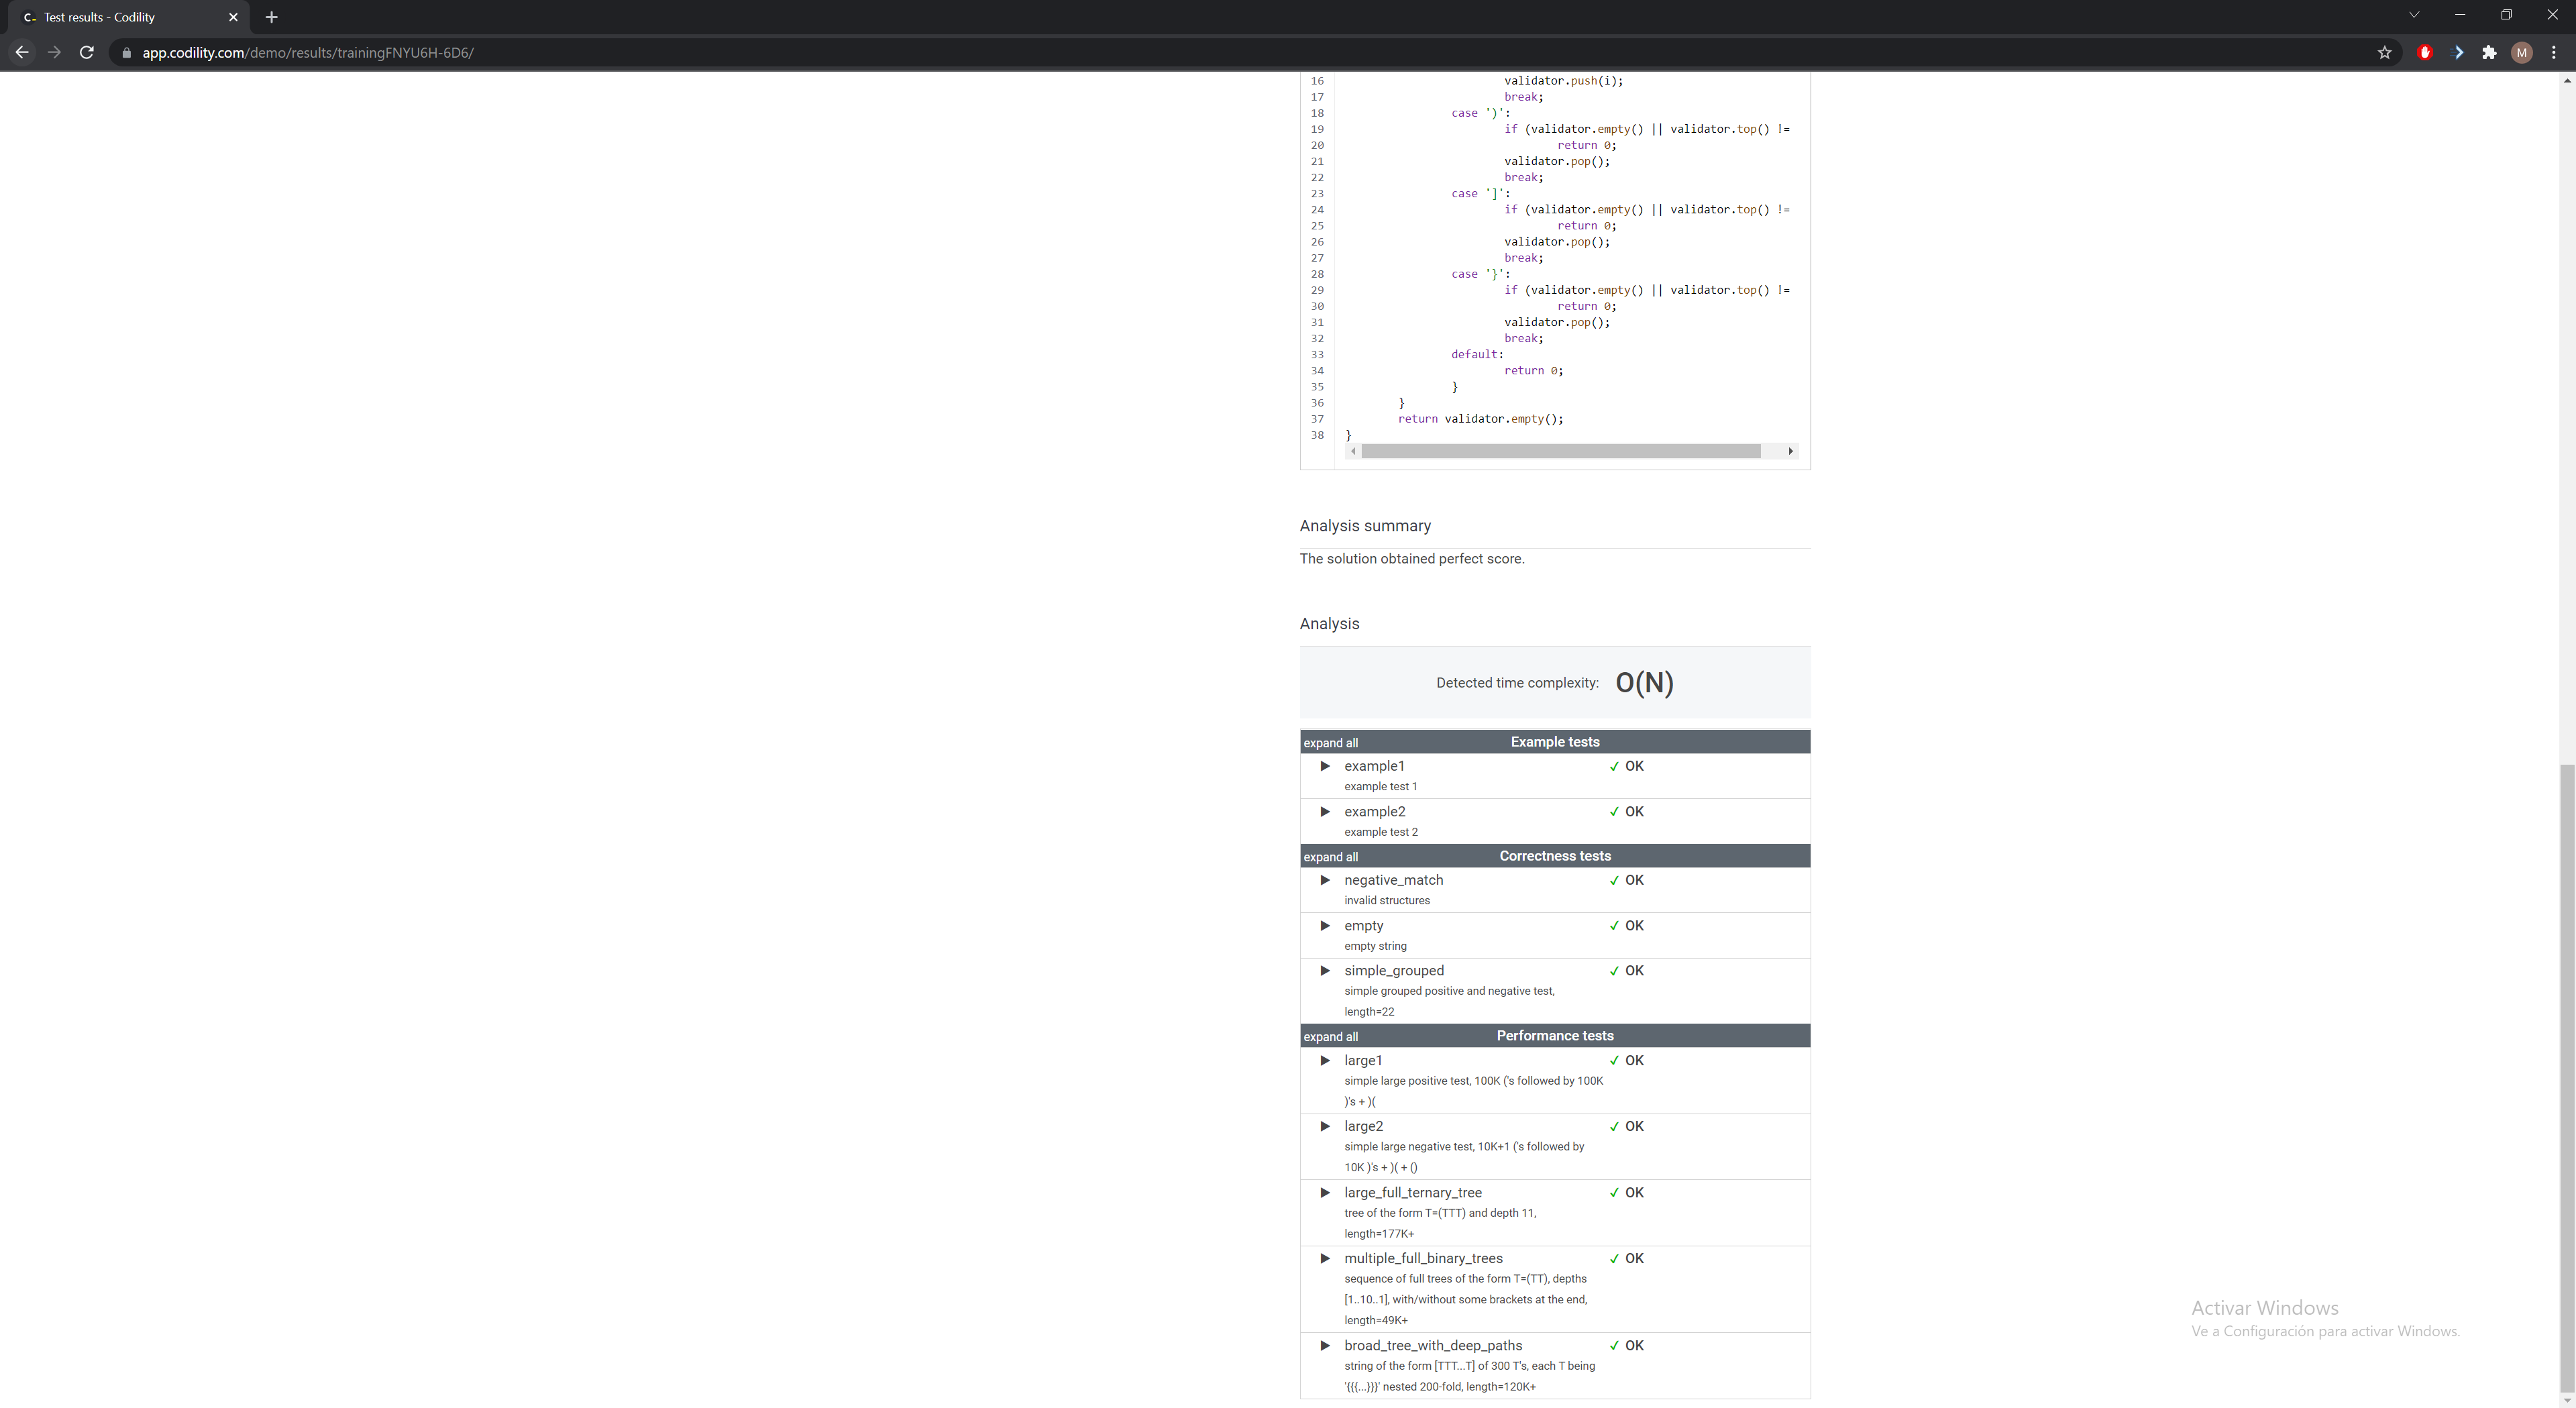 Test results - Codility
app.codility.com/demo/results/trainingFNYU6H-6D6/
M
16 validator.push(i);
17 break;
18 case ')':
19 if (validator.empty() || validator.top() !=
20 return 0;
21 validator.pop();
22 break;
23 case ']':
24 if (validator.empty() || validator.top() !=
25 return 0;
26 validator.pop();
27 break;
28 case '}':
29 if (validator.empty() || validator.top() !=
30 return 0;
31 validator.pop();
32 break;
33 default:
34 return 0;
35 }
36 }
37 return validator.empty();
38 }
Analysis summary
The solution obtained perfect score.
Analysis
Detected time complexity: O(N)
expand all Example tests
▶ example1 ✓ OK
example test 1
▶ example2 ✓ OK
example test 2
expand all Correctness tests
▶ negative_match ✓ OK
invalid structures
▶ empty ✓ OK
empty string
▶ simple_grouped ✓ OK
simple grouped positive and negative test,
length=22
expand all Performance tests
▶ large1 ✓ OK
simple large positive test, 100K ('s followed by 100K
)'s + )(
▶ large2 ✓ OK
simple large negative test, 10K+1 ('s followed by
10K )'s + )( + ()
▶ large_full_ternary_tree ✓ OK
tree of the form T=(TTT) and depth 11,
length=177K+
▶ multiple_full_binary_trees ✓ OK
sequence of full trees of the form T=(TT), depths
[1..10..1], with/without some brackets at the end,
length=49K+
▶ broad_tree_with_deep_paths ✓ OK
string of the form [TTT...T] of 300 T's, each T being
'{{{...}}}' nested 200-fold, length=120K+
Activar Windows
Ve a Configuración para activar Windows.